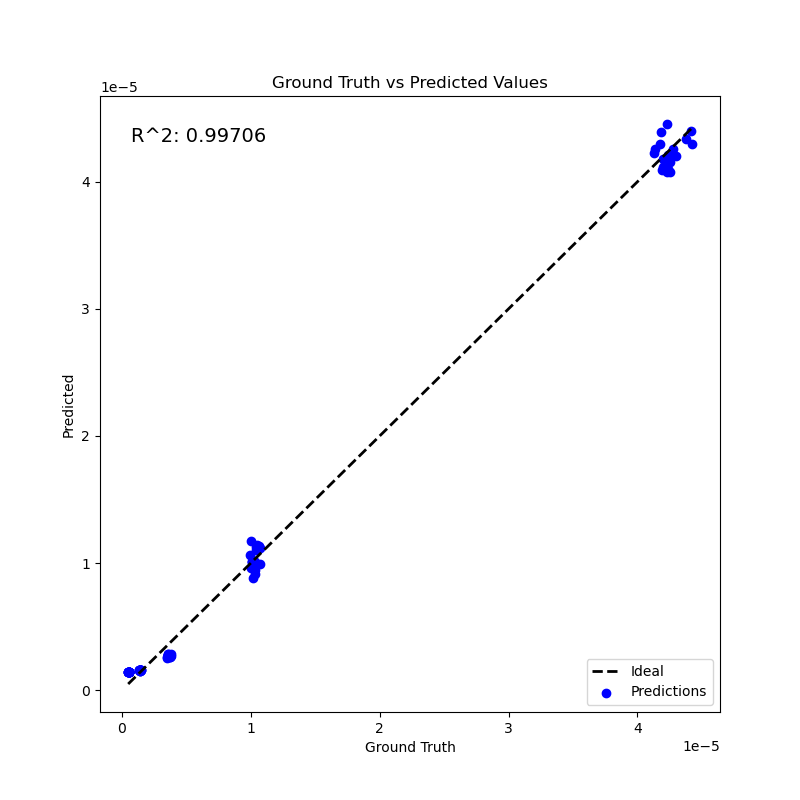 Ground Truth vs Predicted Values
1e−5
R^2: 0.99706
4
3
2
1
0
Predicted
Ideal
Predictions
0 1 2 3 4
1e−5
Ground Truth